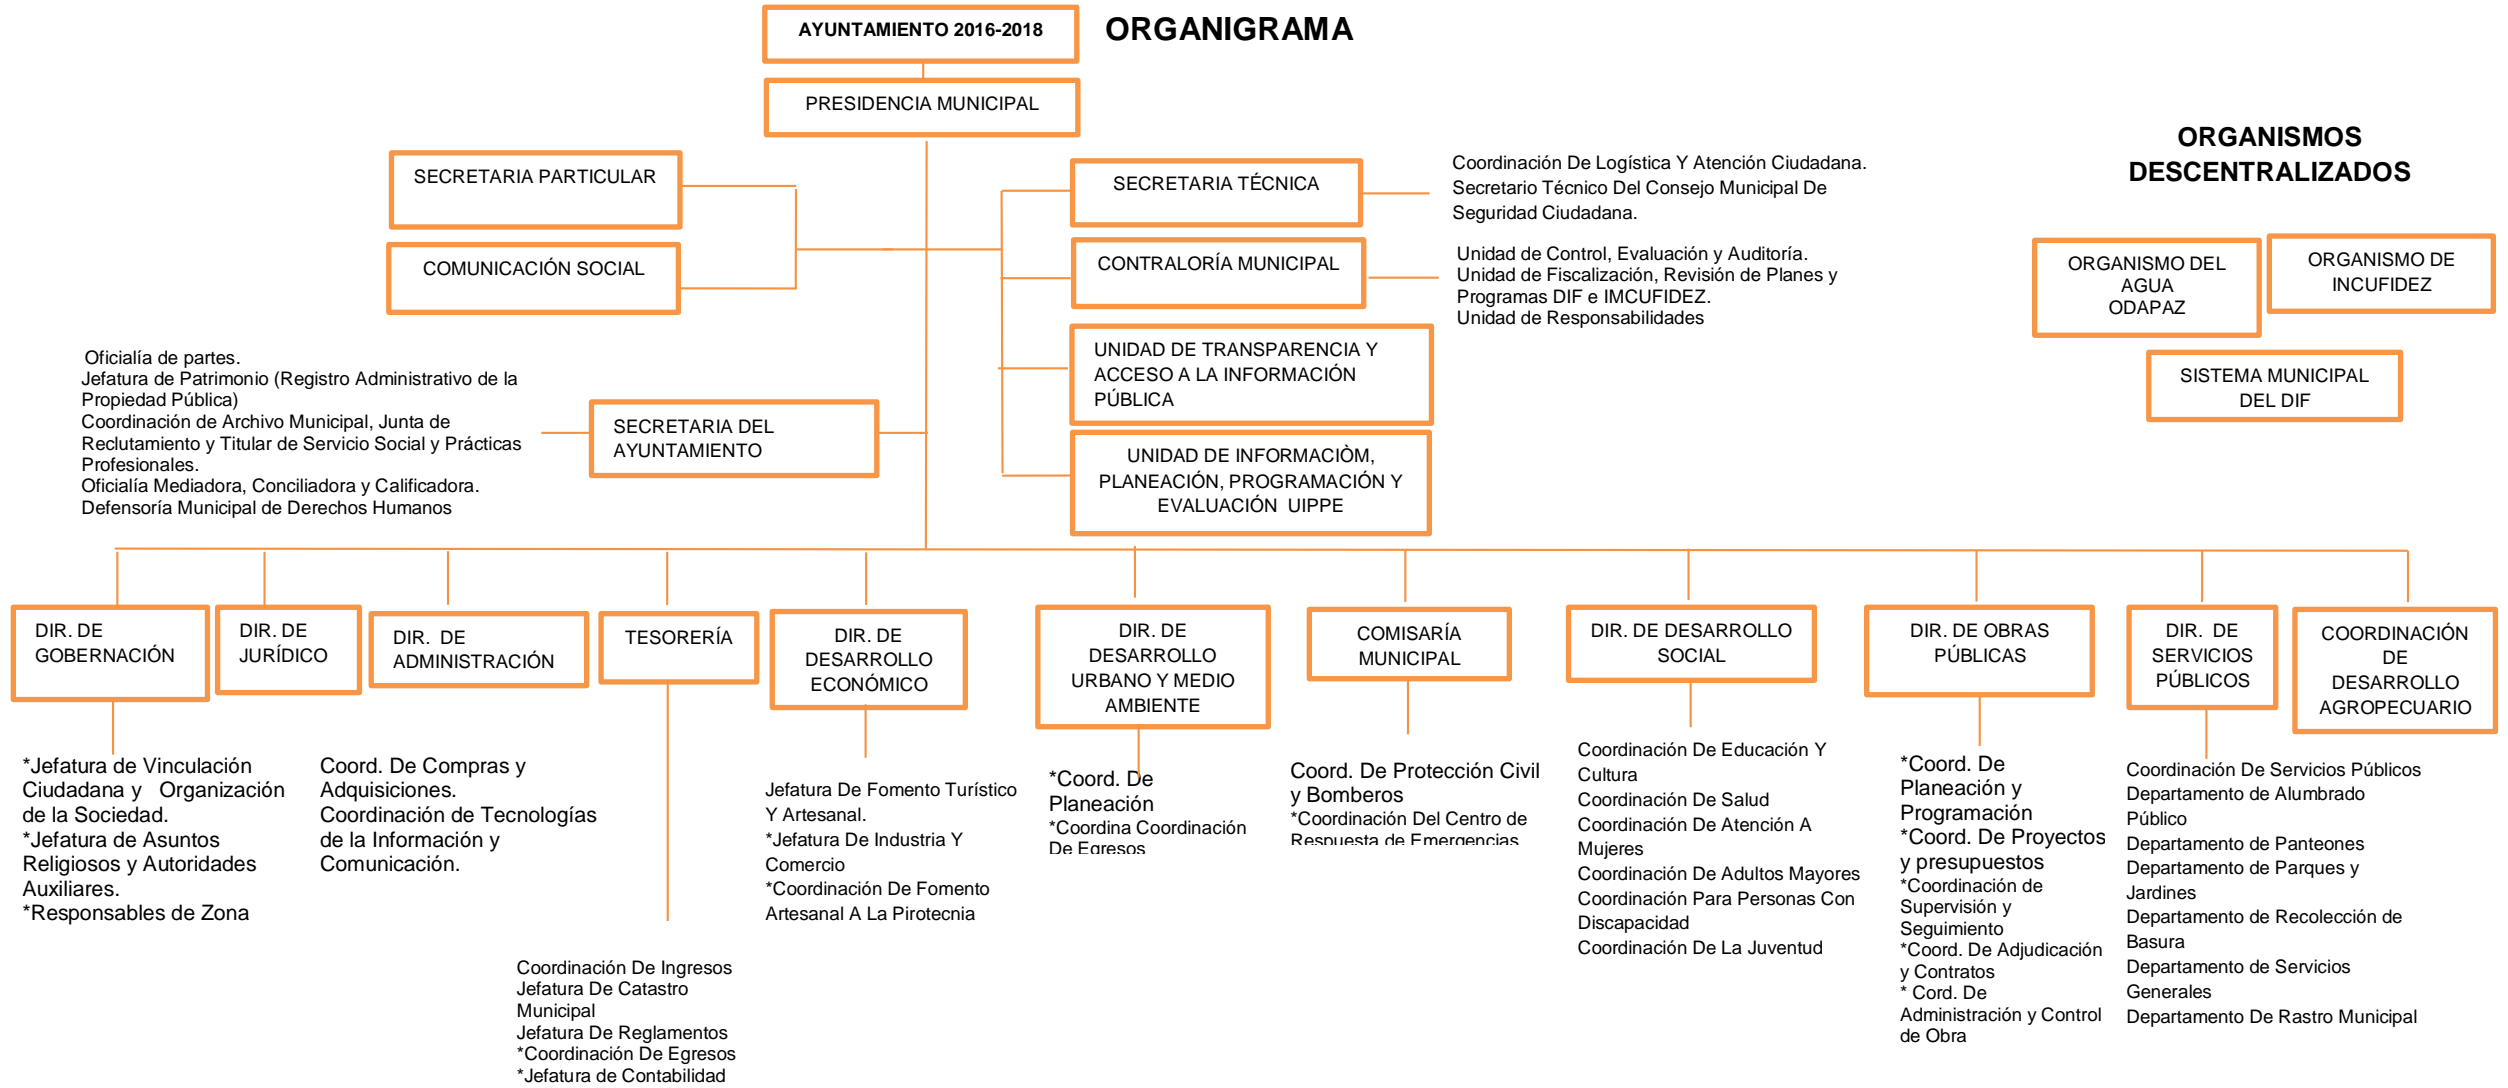 AYUNTAMIENTO 2016-2018
ORGANIGRAMA
PRESIDENCIA MUNICIPAL
SECRETARIA PARTICULAR
COMUNICACIÓN SOCIAL
SECRETARIA TÉCNICA
Coordinación De Logística Y Atención Ciudadana.
Secretario Técnico Del Consejo Municipal De
Seguridad Ciudadana.
CONTRALORÍA MUNICIPAL
Unidad de Control, Evaluación y Auditoría.
Unidad de Fiscalización, Revisión de Planes y
Programas DIF e IMCUFIDEZ.
Unidad de Responsabilidades
UNIDAD DE TRANSPARENCIA Y
ACCESO A LA INFORMACIÓN
PÚBLICA
UNIDAD DE INFORMACIÒM,
PLANEACIÓN, PROGRAMACIÓN Y
EVALUACIÓN  UIPPE
ORGANISMOS
DESCENTRALIZADOS
ORGANISMO DEL
AGUA
ODAPAZ
ORGANISMO DE
INCUFIDEZ
SISTEMA MUNICIPAL
DEL DIF
Oficialía de partes.
Jefatura de Patrimonio (Registro Administrativo de la
Propiedad Pública)
Coordinación de Archivo Municipal, Junta de
Reclutamiento y Titular de Servicio Social y Prácticas
Profesionales.
Oficialía Mediadora, Conciliadora y Calificadora.
Defensoría Municipal de Derechos Humanos
SECRETARIA DEL
AYUNTAMIENTO
DIR. DE
GOBERNACIÓN
*Jefatura de Vinculación
Ciudadana y   Organización
de la Sociedad.
*Jefatura de Asuntos
Religiosos y Autoridades
Auxiliares.
*Responsables de Zona
DIR. DE
JURÍDICO
DIR.  DE
ADMINISTRACIÓN
Coord. De Compras y
Adquisiciones.
Coordinación de Tecnologías
de la Información y
Comunicación.
TESORERÍA
Coordinación De Ingresos
Jefatura De Catastro
Municipal
Jefatura De Reglamentos
*Coordinación De Egresos
*Jefatura de Contabilidad
DIR. DE
DESARROLLO
ECONÓMICO
Jefatura De Fomento Turístico
Y Artesanal.
*Jefatura De Industria Y
Comercio
*Coordinación De Fomento
Artesanal A La Pirotecnia
DIR. DE
DESARROLLO
URBANO Y MEDIO
AMBIENTE
*Coord. De
Planeación
*Coordina Coordinación
De Egresos
COMISARÍA
MUNICIPAL
Coord. De Protección Civil
y Bomberos
*Coordinación Del Centro de
Respuesta de Emergencias
DIR. DE DESARROLLO
SOCIAL
Coordinación De Educación Y
Cultura
Coordinación De Salud
Coordinación De Atención A
Mujeres
Coordinación De Adultos Mayores
Coordinación Para Personas Con
Discapacidad
Coordinación De La Juventud
DIR. DE OBRAS
PÚBLICAS
*Coord. De
Planeación y
Programación
*Coord. De Proyectos
y presupuestos
*Coordinación de
Supervisión y
Seguimiento
*Coord. De Adjudicación
y Contratos
* Cord. De
Administración y Control
de Obra
DIR.  DE
SERVICIOS
PÚBLICOS
Coordinación De Servicios Públicos
Departamento de Alumbrado
Público
Departamento de Panteones
Departamento de Parques y
Jardines
Departamento de Recolección de
Basura
Departamento de Servicios
Generales
Departamento De Rastro Municipal
COORDINACIÓN
DE
DESARROLLO
AGROPECUARIO